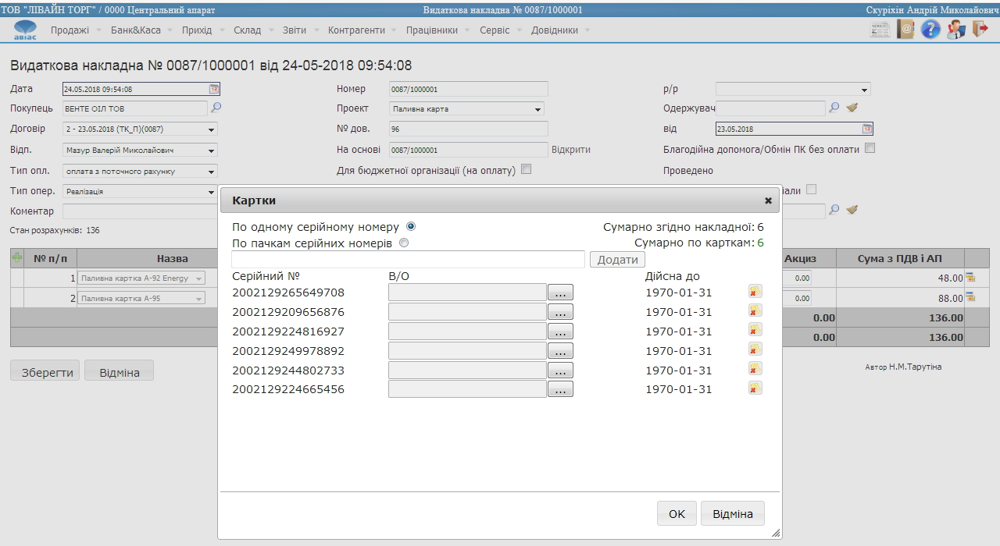 ТОВ "ЛІВАЙН ТОРГ" / 0000 Центральний апарат Видаткова накладна № 0087/1000001 Скуріхін Андрій Миколайович
авіас Продажі Банк&Каса Прихід Склад Звіти Контрагенти Працівники Сервіс Довідники
Видаткова накладна № 0087/1000001 від 24-05-2018 09:54:08
Дата 24.05.2018 09:54:08 Номер 0087/1000001 р/р
Покупець ВЕНТЕ ОІЛ ТОВ Проект Паливна карта Одержувач
Договір 2 - 23.05.2018 (ТК_П)(0087) № дов. 96 від 23.05.2018
Відп. Мазур Валерій Миколайович На основі 0087/1000001 Відкрити Благодійна допомога/Обмін ПК без оплати
Тип опл. оплата з поточного рахунку Для бюджетної організації (на оплату) Проведено
Тип опер. Реалізація іали
Коментар
Стан розрахунків: 136
№ п/п Назва Акциз Сума з ПДВ і АП
1 Паливна картка А-92 Energy 0.00 48.00
2 Паливна картка А-95 0.00 88.00
0.00 136.00
0.00 136.00
Зберегти Відміна Автор Н.М.Тарутіна
Картки
По одному серійному номеру Сумарно згідно накладної: 6
По пачкам серійних номерів Сумарно по карткам: 6
Додати
Серійний № В/О Дійсна до
2002129265649708 ... 1970-01-31
2002129209656876 ... 1970-01-31
2002129224816927 ... 1970-01-31
2002129249978892 ... 1970-01-31
2002129244802733 ... 1970-01-31
2002129224665456 ... 1970-01-31
OK Відміна